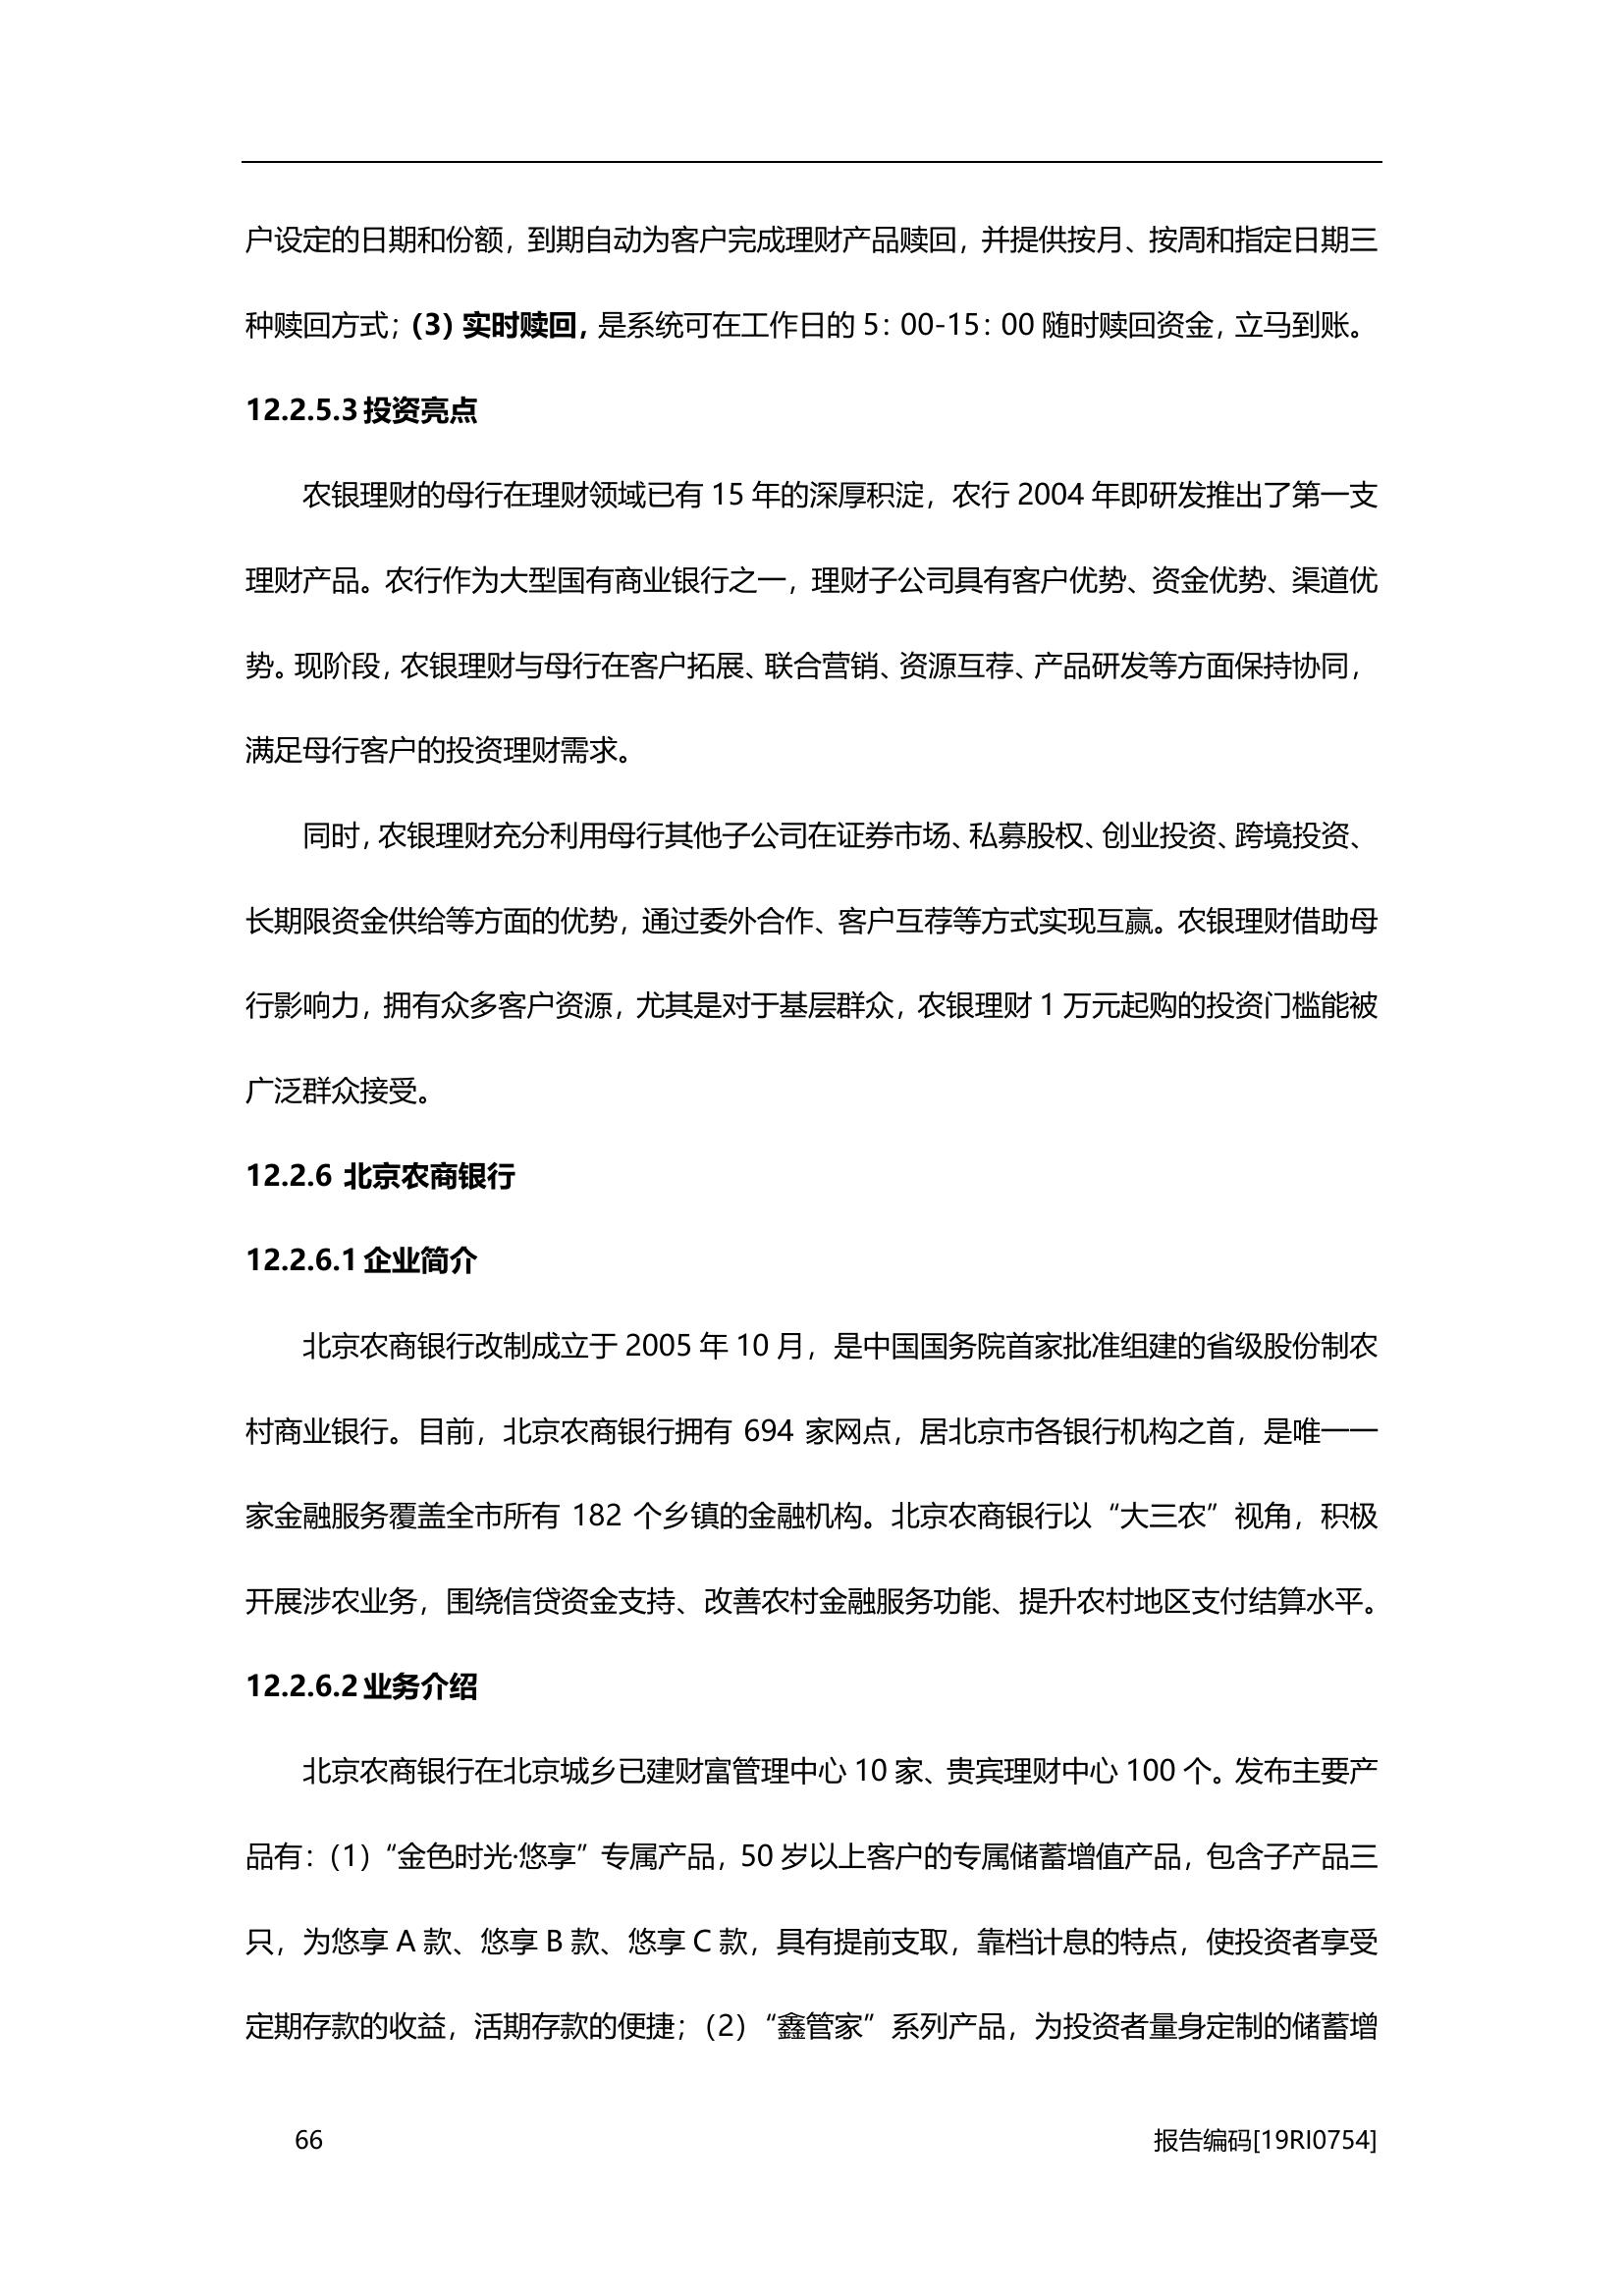 户设定的日期和份额，到期自动为客户完成理财产品赎回，并提供按月、按周和指定日期三
种赎回方式；（3）实时赎回，是系统可在工作日的 5：00-15：00 随时赎回资金，立马到账。
12.2.5.3 投资亮点
农银理财的母行在理财领域已有 15 年的深厚积淀，农行 2004 年即研发推出了第一支
理财产品。农行作为大型国有商业银行之一，理财子公司具有客户优势、资金优势、渠道优
势。现阶段，农银理财与母行在客户拓展、联合营销、资源互荐、产品研发等方面保持协同，
满足母行客户的投资理财需求。
同时，农银理财充分利用母行其他子公司在证券市场、私募股权、创业投资、跨境投资、
长期限资金供给等方面的优势，通过委外合作、客户互荐等方式实现互赢。农银理财借助母
行影响力，拥有众多客户资源，尤其是对于基层群众，农银理财 1 万元起购的投资门槛能被
广泛群众接受。
12.2.6 北京农商银行
12.2.6.1 企业简介
北京农商银行改制成立于 2005 年 10 月，是中国国务院首家批准组建的省级股份制农
村商业银行。目前，北京农商银行拥有 694 家网点，居北京市各银行机构之首，是唯一一
家金融服务覆盖全市所有 182 个乡镇的金融机构。北京农商银行以“大三农”视角，积极
开展涉农业务，围绕信贷资金支持、改善农村金融服务功能、提升农村地区支付结算水平。
12.2.6.2 业务介绍
北京农商银行在北京城乡已建财富管理中心 10 家、贵宾理财中心 100 个。发布主要产
品有：（1）“金色时光·悠享”专属产品，50 岁以上客户的专属储蓄增值产品，包含子产品三
只，为悠享 A 款、悠享 B 款、悠享 C 款，具有提前支取，靠档计息的特点，使投资者享受
定期存款的收益，活期存款的便捷；（2）“鑫管家”系列产品，为投资者量身定制的储蓄增
66
报告编码[19RI0754]